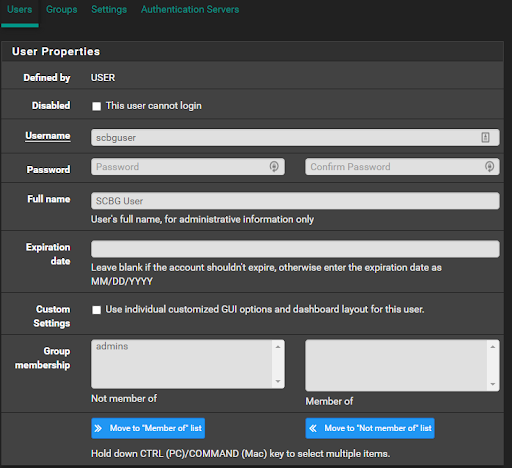 Users Groups Settings Authentication Servers
User Properties
Defined by USER
Disabled This user cannot login
Username scbguser
Password Password Confirm Password
Full name SCBG User
User's full name, for administrative information only
Expiration date
Leave blank if the account shouldn't expire, otherwise enter the expiration date as
MM/DD/YYYY
Custom Settings Use individual customized GUI options and dashboard layout for this user.
Group membership admins
Not member of Member of
Move to "Member of" list Move to "Not member of" list
Hold down CTRL (PC)/COMMAND (Mac) key to select multiple items.